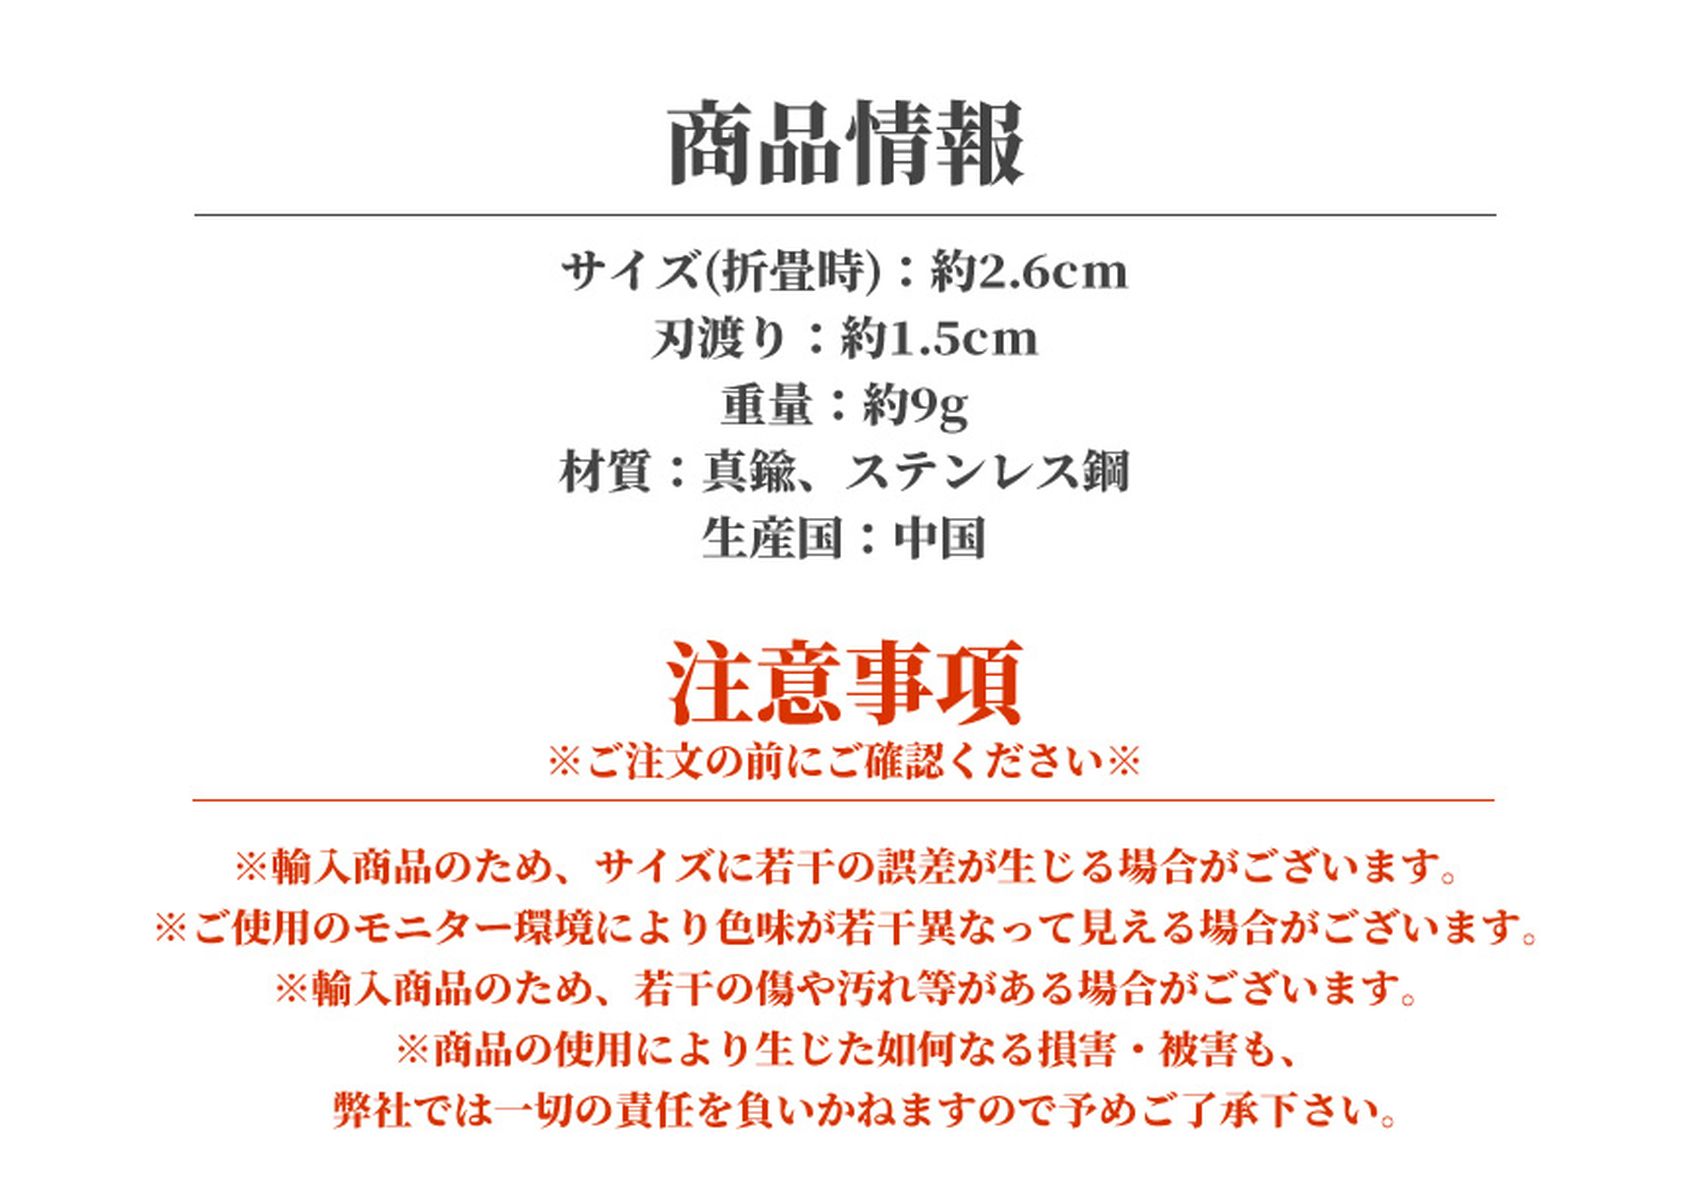 商品情報
サイズ(折畳時)：約2.6cm
刃渡り：約1.5cm
重量：約9g
材質：真鍮、ステンレス鋼
生産国：中国
注意事項
※ご注文の前にご確認ください※
※輸入商品のため、サイズに若干の誤差が生じる場合がございます。
※ご使用のモニター環境により色味が若干異なって見える場合がございます。
※輸入商品のため、若干の傷や汚れ等がある場合がございます。
※商品の使用により生じた如何なる損害・被害も、
弊社では一切の責任を負いかねますので予めご了承下さい。